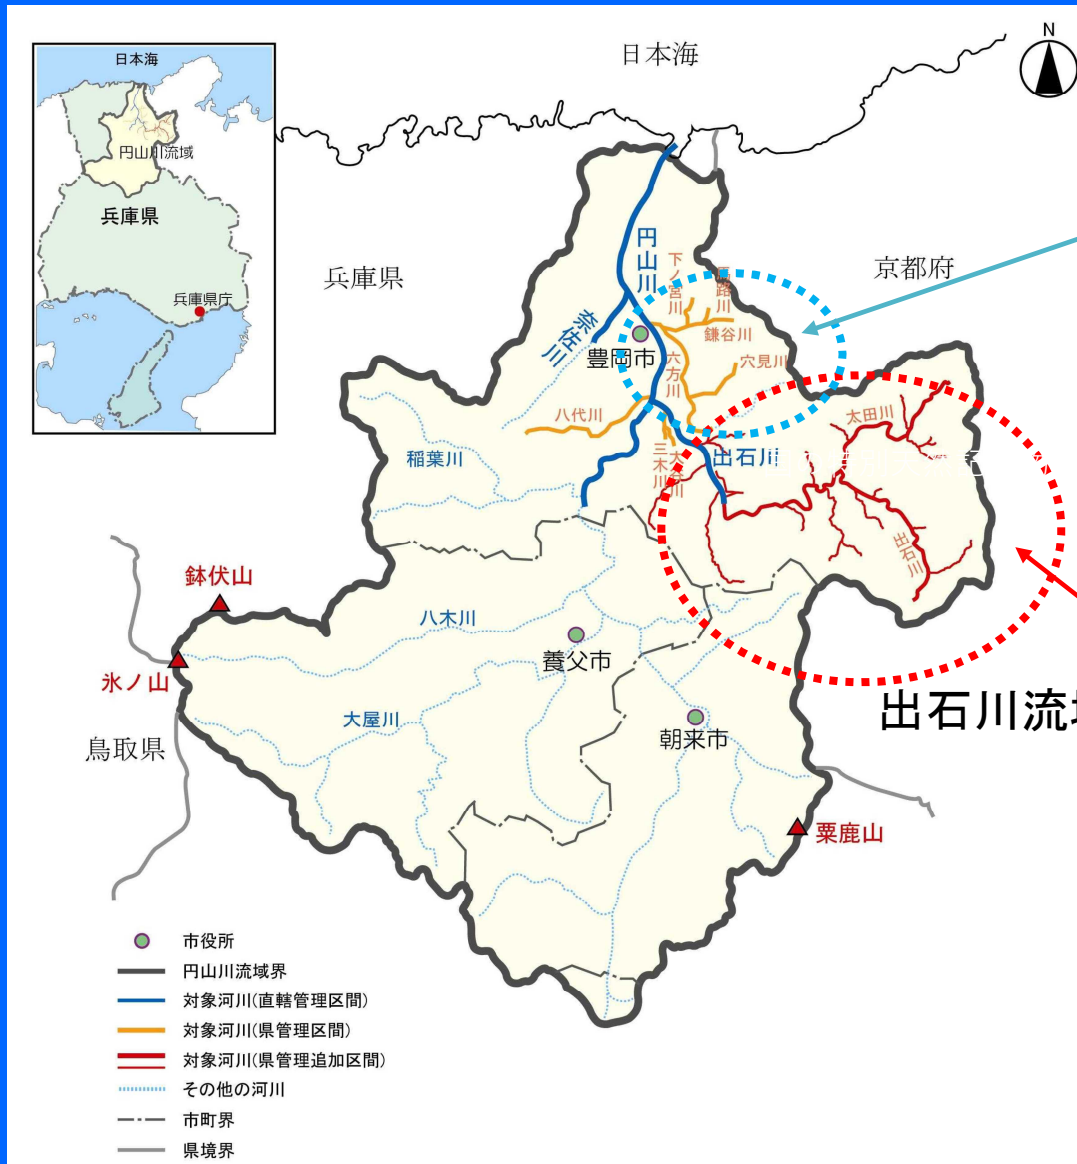 日本海
円山川流域
兵庫県
兵庫県庁
日本海
N
兵庫県
京都府
円山川
下ノ宮川
奈佐川
鎌谷川
豊岡市
六方川
穴見川
八代川
太田川
稲葉川
三木川
出石川
出石川
鉢伏山
八木川
養父市
氷ノ山
大屋川
朝来市
出石川流
鳥取県
粟鹿山
市役所
円山川流域界
対象河川(直轄管理区間)
対象河川(県管理区間)
対象河川(県管理追加区間)
その他の河川
市町界
県境界